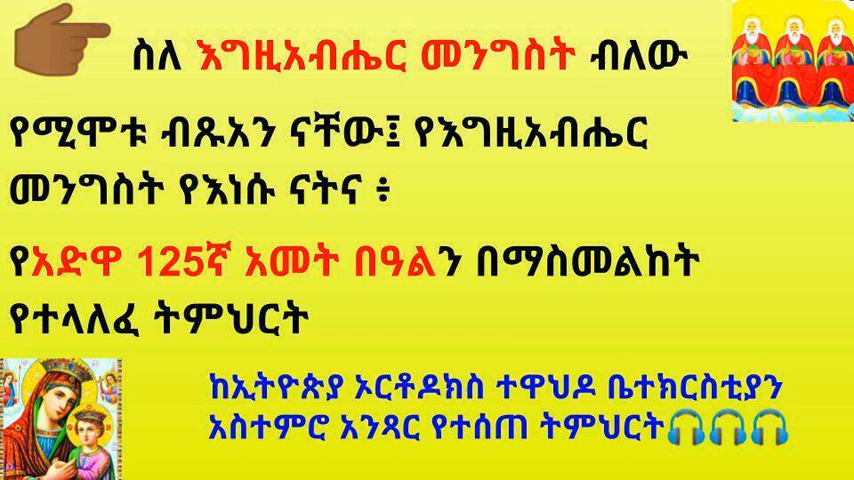 ስለ እግዚአብሔር መንግስት ብለው
የሚሞቱ ብጹአን ናቸው፤ የእግዚአብሔር
መንግስት የእነሱ ናትና ፥
የአድዋ 125ኛ አመት በዓልን በማስመልከት
የተላለፈ ትምህርት
ከኢትዮጵያ ኦርቶዶክስ ተዋህዶ ቤተክርስቲያን
አስተምሮ አንጻር የተሰጠ ትምህርት